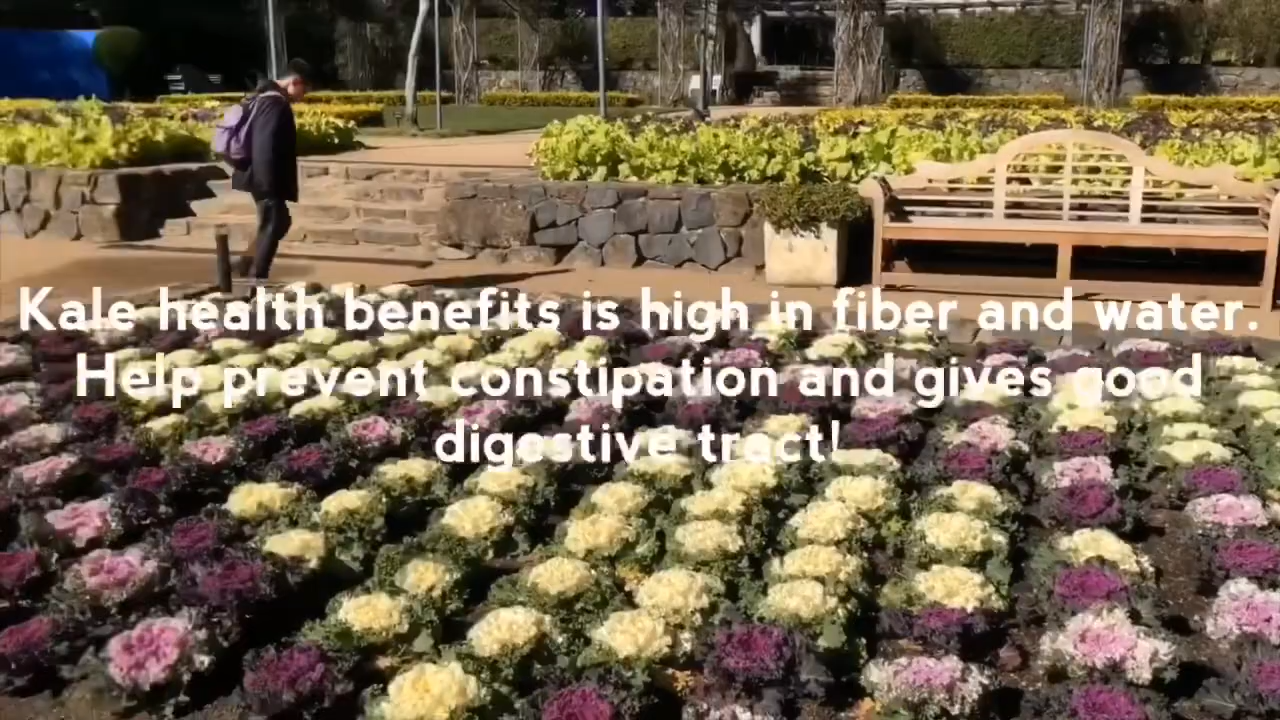 Kale health benefits is high in fiber and water.
Help prevent constipation and gives good
digestive tract!